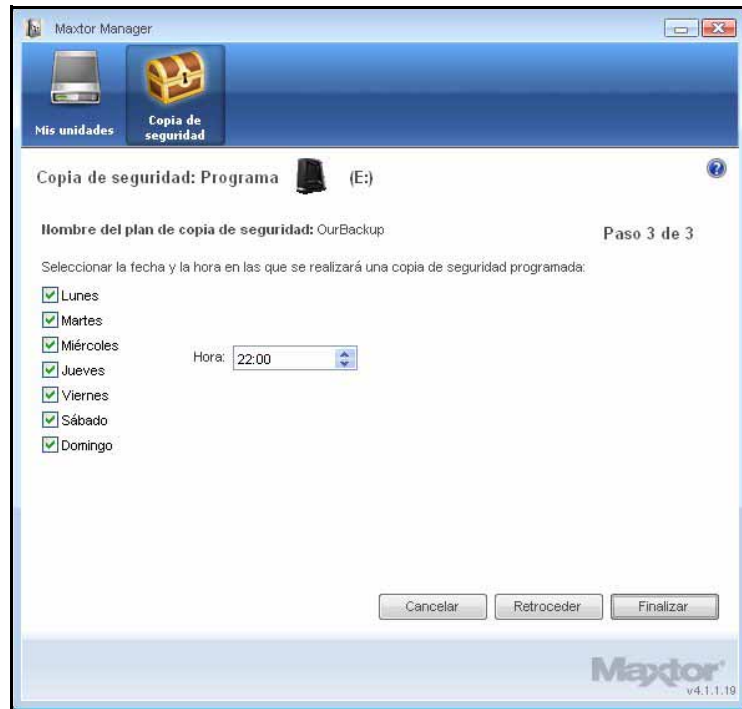 Maxtor Manager
Mis unidades
Copia de
seguridad
Copia de seguridad: Programa (E:)
Nombre del plan de copia de seguridad: OurBackup
Paso 3 de 3
Seleccionar la fecha y la hora en las que se realizará una copia de seguridad programada:
Lunes
Martes
Miércoles
Jueves
Viernes
Sábado
Domingo
Hora: 22:00
Cancelar
Retroceder
Finalizar
Maxtor
v4.1.1.19